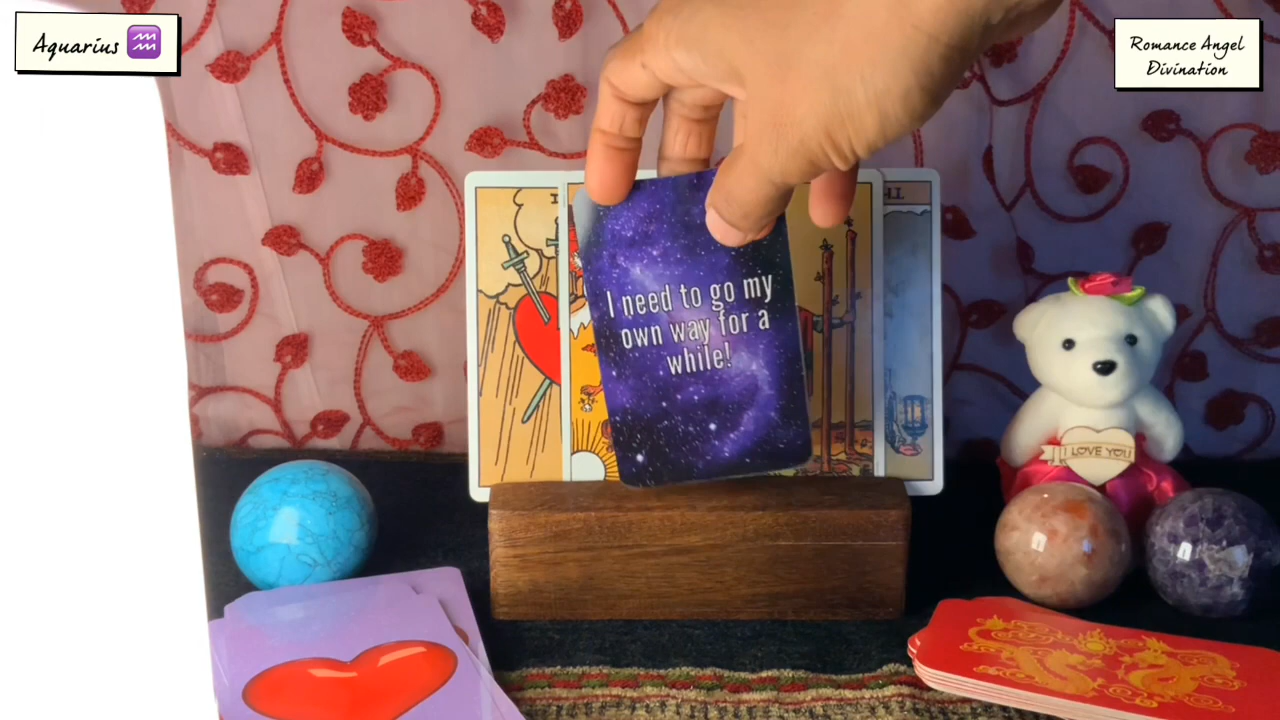 Aquarius ♒
Romance Angel
Divination
I need to go my
own way for a
while!
I LOVE YOU